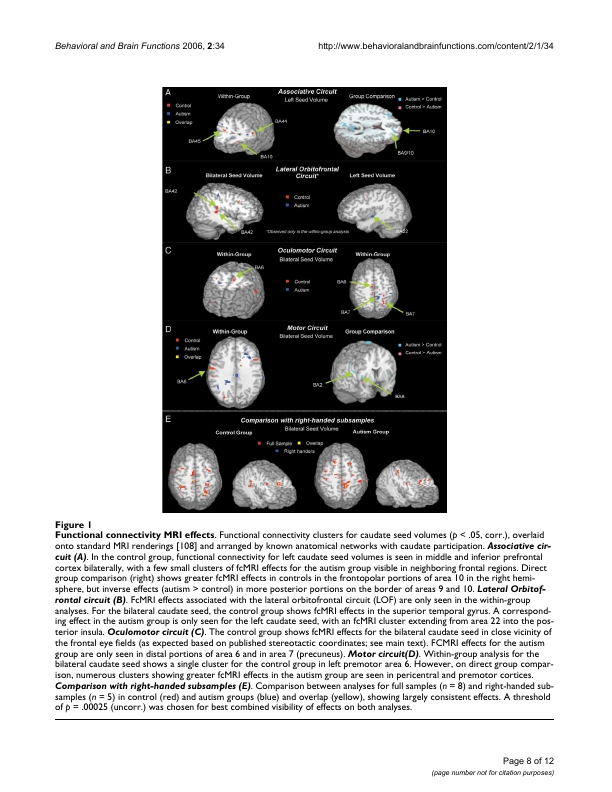 Behavioral and Brain Functions 2006, 2:34
http://www.behavioralandbrainfunctions.com/content/2/1/34
A
Associative Circuit
Left Seed Volume
Within-Group
Group Comparison
Control
Autism
Overlap
Autism > Control
Control > Autism
BA44
BA45
BA10
BA10
BA9/10
B
Lateral Orbitofrontal
Circuit*
Bilateral Seed Volume
Left Seed Volume
BA42
Control
Autism
BA42
*Observed only in the within-group analysis
BA22
C
Oculomotor Circuit
Bilateral Seed Volume
Within-Group
Within-Group
BA6
Control
Autism
BA6
BA7
BA7
D
Motor Circuit
Bilateral Seed Volume
Within-Group
Group Comparison
Control
Autism
Overlap
Autism > Control
Control > Autism
BA6
BA2
BA4
E
Comparison with right-handed subsamples
Bilateral Seed Volume
Control Group
Autism Group
Full Sample
Overlap
Right handers
Figure 1
Functional connectivity MRI effects. Functional connectivity clusters for caudate seed volumes (p < .05, corr.), overlaid
onto standard MRI renderings [108] and arranged by known anatomical networks with caudate participation. Associative cir-
cuit (A). In the control group, functional connectivity for left caudate seed volumes is seen in middle and inferior prefrontal
cortex bilaterally, with a few small clusters of fcMRI effects for the autism group visible in neighboring frontal regions. Direct
group comparison (right) shows greater fcMRI effects in controls in the frontopolar portions of area 10 in the right hemi-
sphere, but inverse effects (autism > control) in more posterior portions on the border of areas 9 and 10. Lateral Orbitof-
rontal circuit (B). FcMRI effects associated with the lateral orbitofrontal circuit (LOF) are only seen in the within-group
analyses. For the bilateral caudate seed, the control group shows fcMRI effects in the superior temporal gyrus. A correspond-
ing effect in the autism group is only seen for the left caudate seed, with an fcMRI cluster extending from area 22 into the pos-
terior insula. Oculomotor circuit (C). The control group shows fcMRI effects for the bilateral caudate seed in close vicinity of
the frontal eye fields (as expected based on published stereotactic coordinates; see main text). FCMRI effects for the autism
group are only seen in distal portions of area 6 and in area 7 (precuneus). Motor circuit(D). Within-group analysis for the
bilateral caudate seed shows a single cluster for the control group in left premotor area 6. However, on direct group compar-
ison, numerous clusters showing greater fcMRI effects in the autism group are seen in pericentral and premotor cortices.
Comparison with right-handed subsamples (E). Comparison between analyses for full samples (n = 8) and right-handed sub-
samples (n = 5) in control (red) and autism groups (blue) and overlap (yellow), showing largely consistent effects. A threshold
of p = .00025 (uncorr.) was chosen for best combined visibility of effects on both analyses.
Page 8 of 12
(page number not for citation purposes)